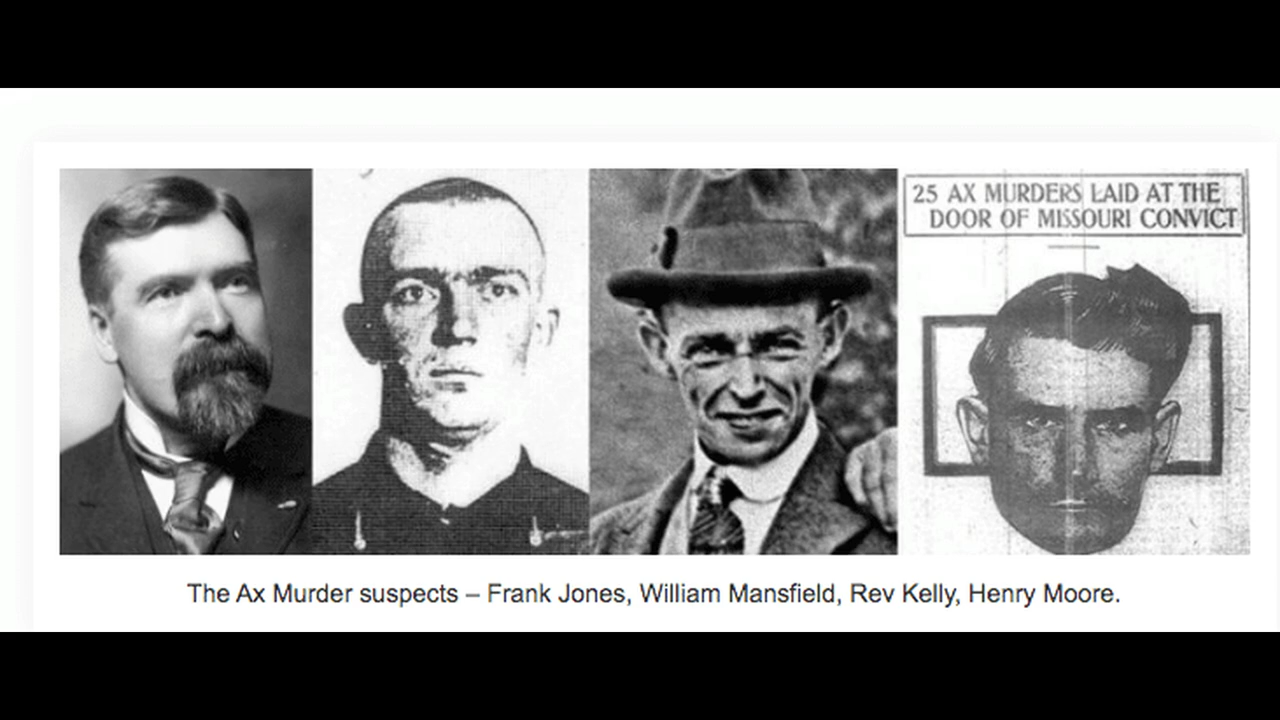 25 AX MURDERS LAID AT THE
DOOR OF MISSOURI CONVICT
The Ax Murder suspects – Frank Jones, William Mansfield, Rev Kelly, Henry Moore.